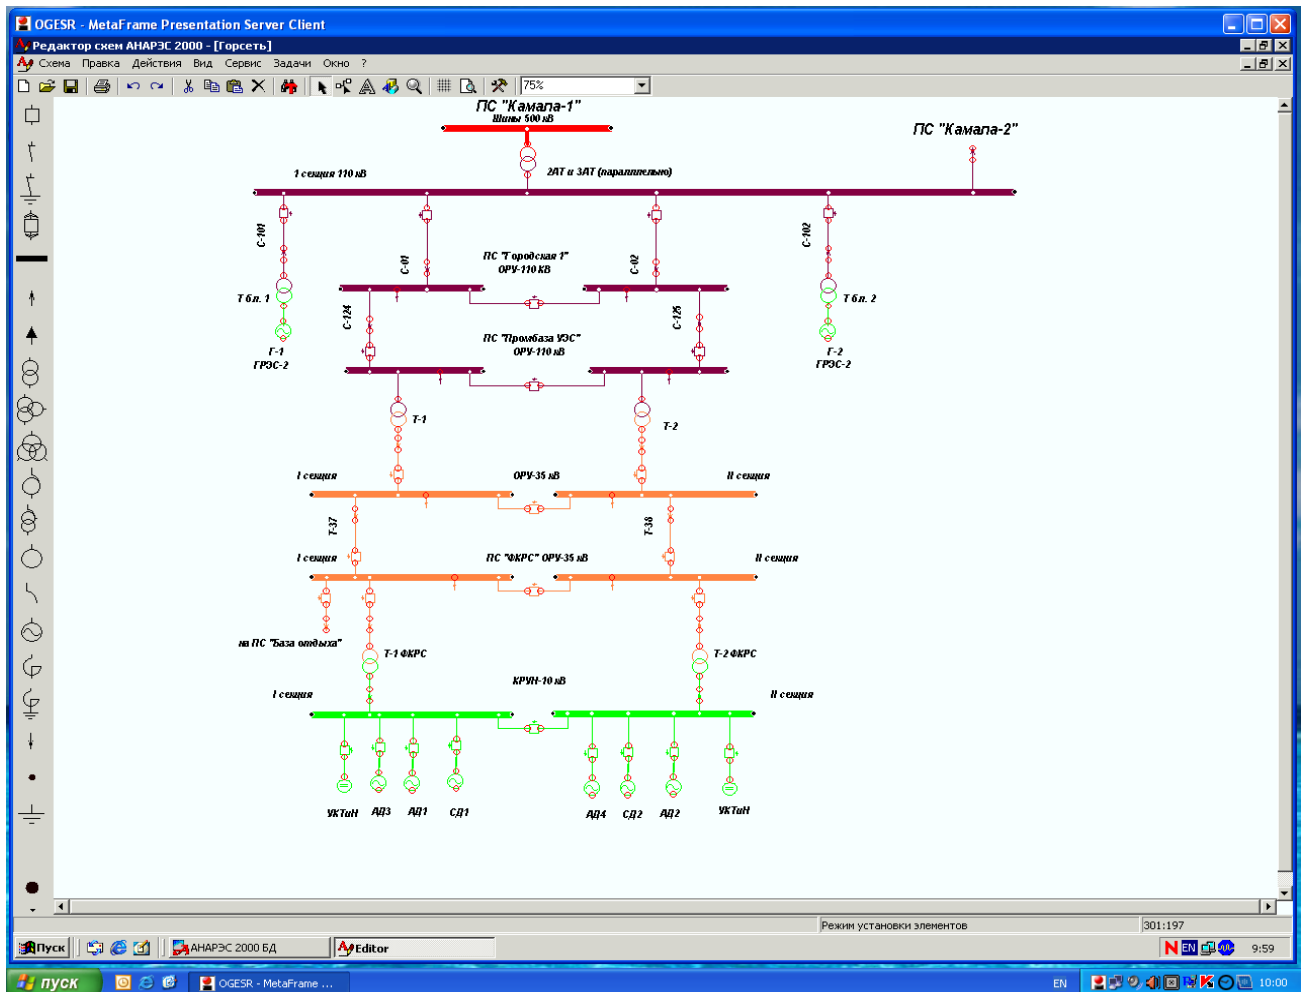 OGESR - MetaFrame Presentation Server Client
Редактор схем АНАРЭС 2000 - [Горсеть]
Схема Правка Действия Вид Сервис Задачи Окно ?
75%
ПС "Камала-1"
Шины 500 кВ
ПС "Камала-2"
2АТ и 3АТ (паралллельно)
I секция 110 кВ
С-101
С-01
С-02
С-102
ПС "Городская 1"
ОРУ-110 КВ
Т бл. 1
Т бл. 2
С-124
С-125
ПС "Промбаза УЭС"
ОРУ-110 кВ
Г-1
ГРЭС-2
Г-2
ГРЭС-2
Т-1
Т-2
I секция
ОРУ-35 кВ
II секция
Т-37
Т-38
I секция
ПС "ФКРС" ОРУ-35 кВ
II секция
на ПС "База отдыха"
Т-1 ФКРС
Т-2 ФКРС
КРУН-10 кВ
I секция
II секция
УКТиН АД3 АД1 СД1 АД4 СД2 АД2 УКТиН
Режим установки элементов
301:197
Пуск
АНАРЭС 2000 БД
Editor
EN
9:59
пуск
OGESR - MetaFrame ...
EN
10:00